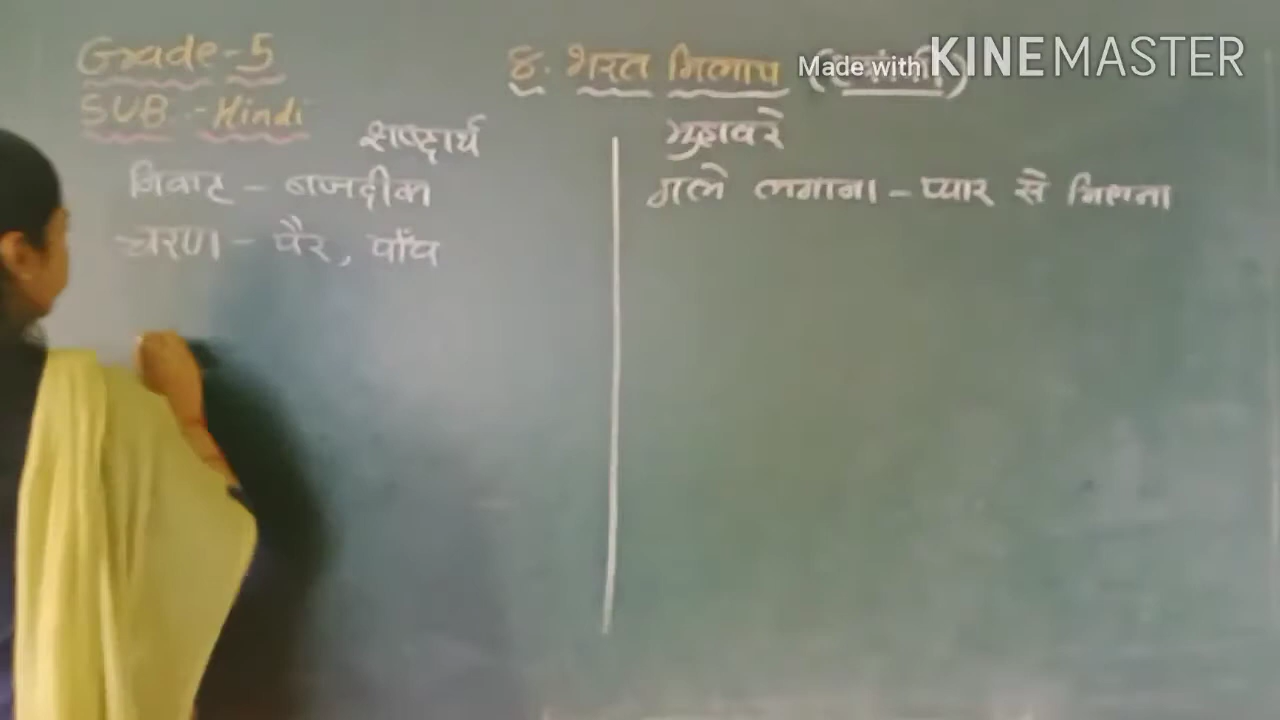 Grade-5
SUB-Hindi
8. भरत मिलाप
Made with KINEMASTER
शब्दार्थ
मुहावरे
निकट - नजदीक
गले लगाना - प्यार से मिलना
चरण - पैर, पाँव